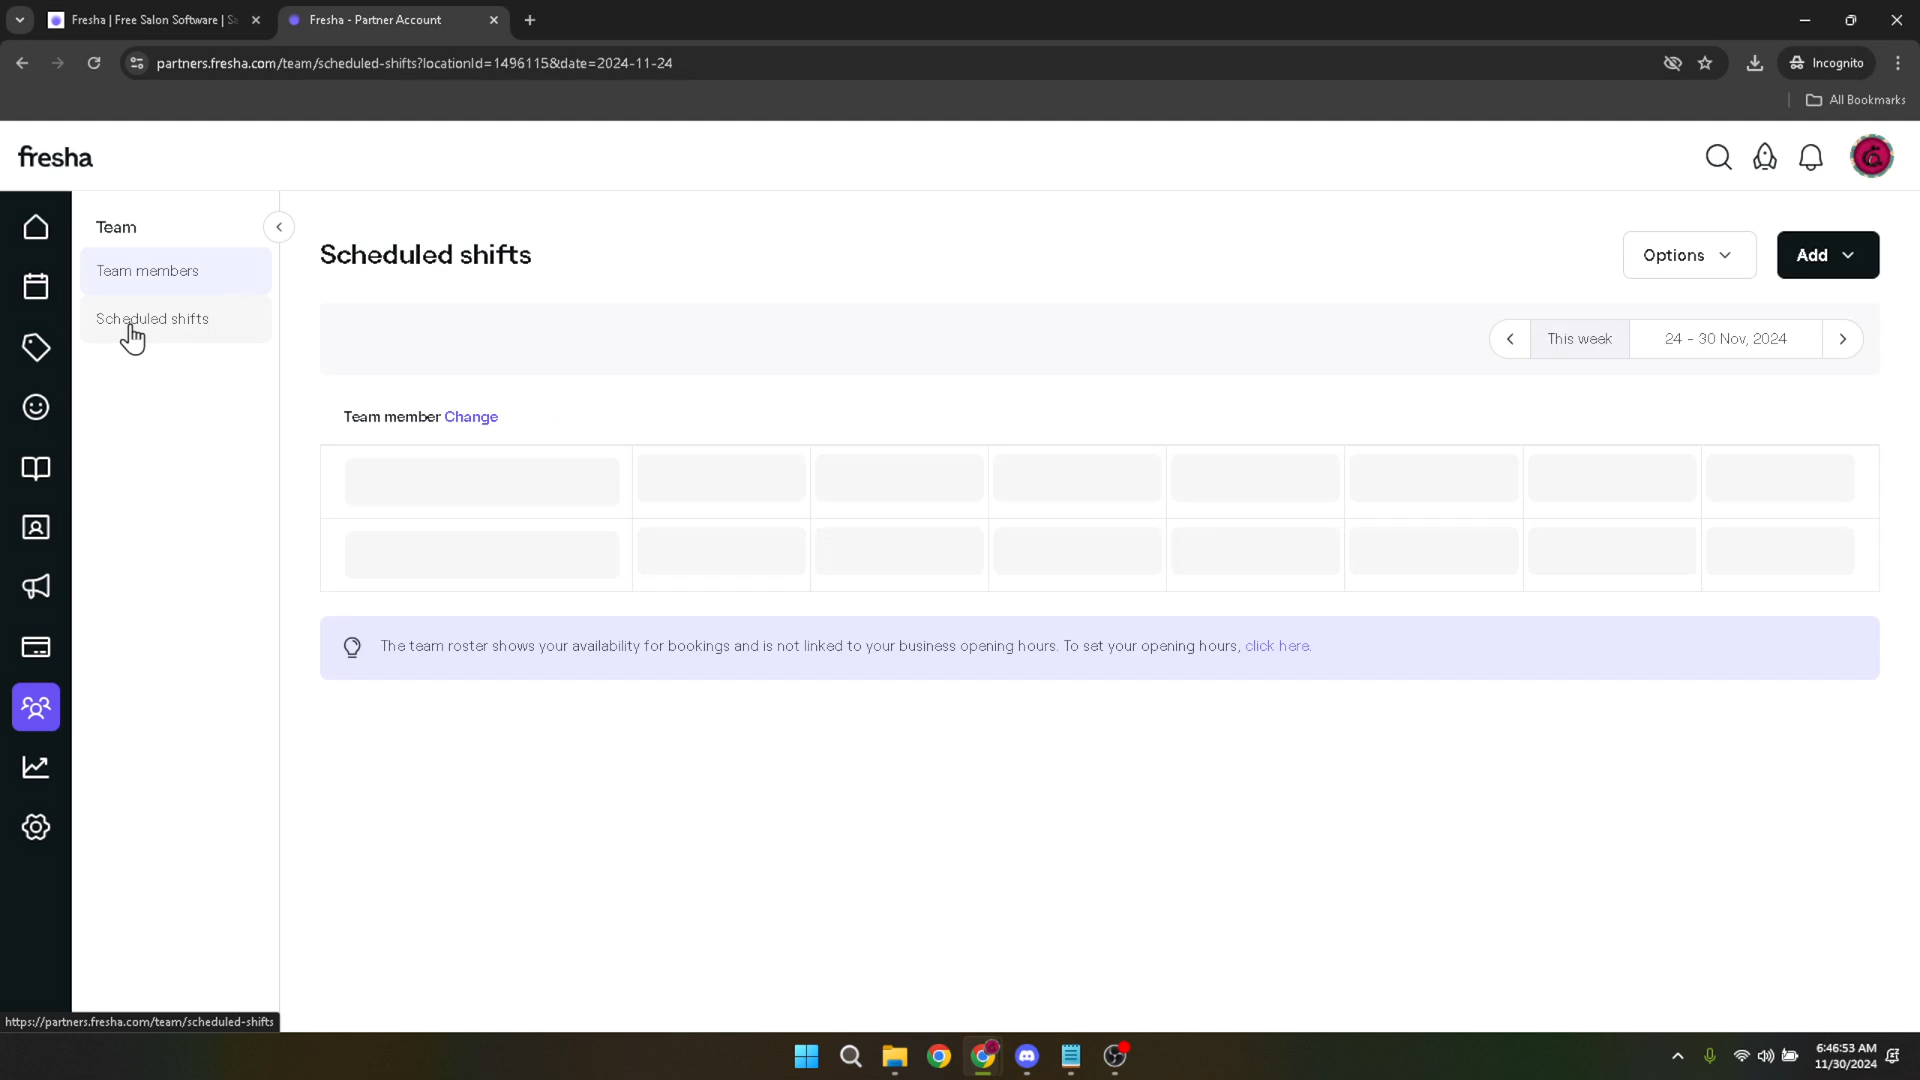 Fresha | Free Salon Software | Sa
Fresha - Partner Account
partners.fresha.com/team/scheduled-shifts?locationId=1496115&date=2024-11-24
Incognito
All Bookmarks
fresha
Team
Team members
Scheduled shifts
Scheduled shifts
Options
Add
This week
24 - 30 Nov, 2024
Team member Change
The team roster shows your availability for bookings and is not linked to your business opening hours. To set your opening hours, click here.
https://partners.fresha.com/team/scheduled-shifts
6:46:53 AM
11/30/2024